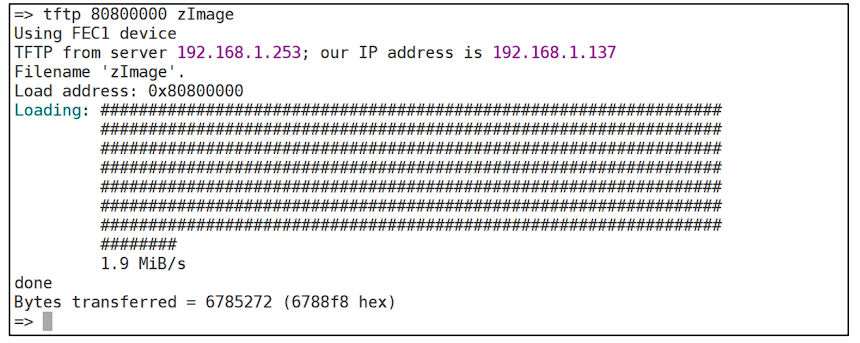 => tftp 80800000 zImage
Using FEC1 device
TFTP from server 192.168.1.253; our IP address is 192.168.1.137
Filename 'zImage'.
Load address: 0x80800000
Loading: #################################################################
#################################################################
#################################################################
#################################################################
#################################################################
#################################################################
#################################################################
########
1.9 MiB/s
done
Bytes transferred = 6785272 (6788f8 hex)
=>